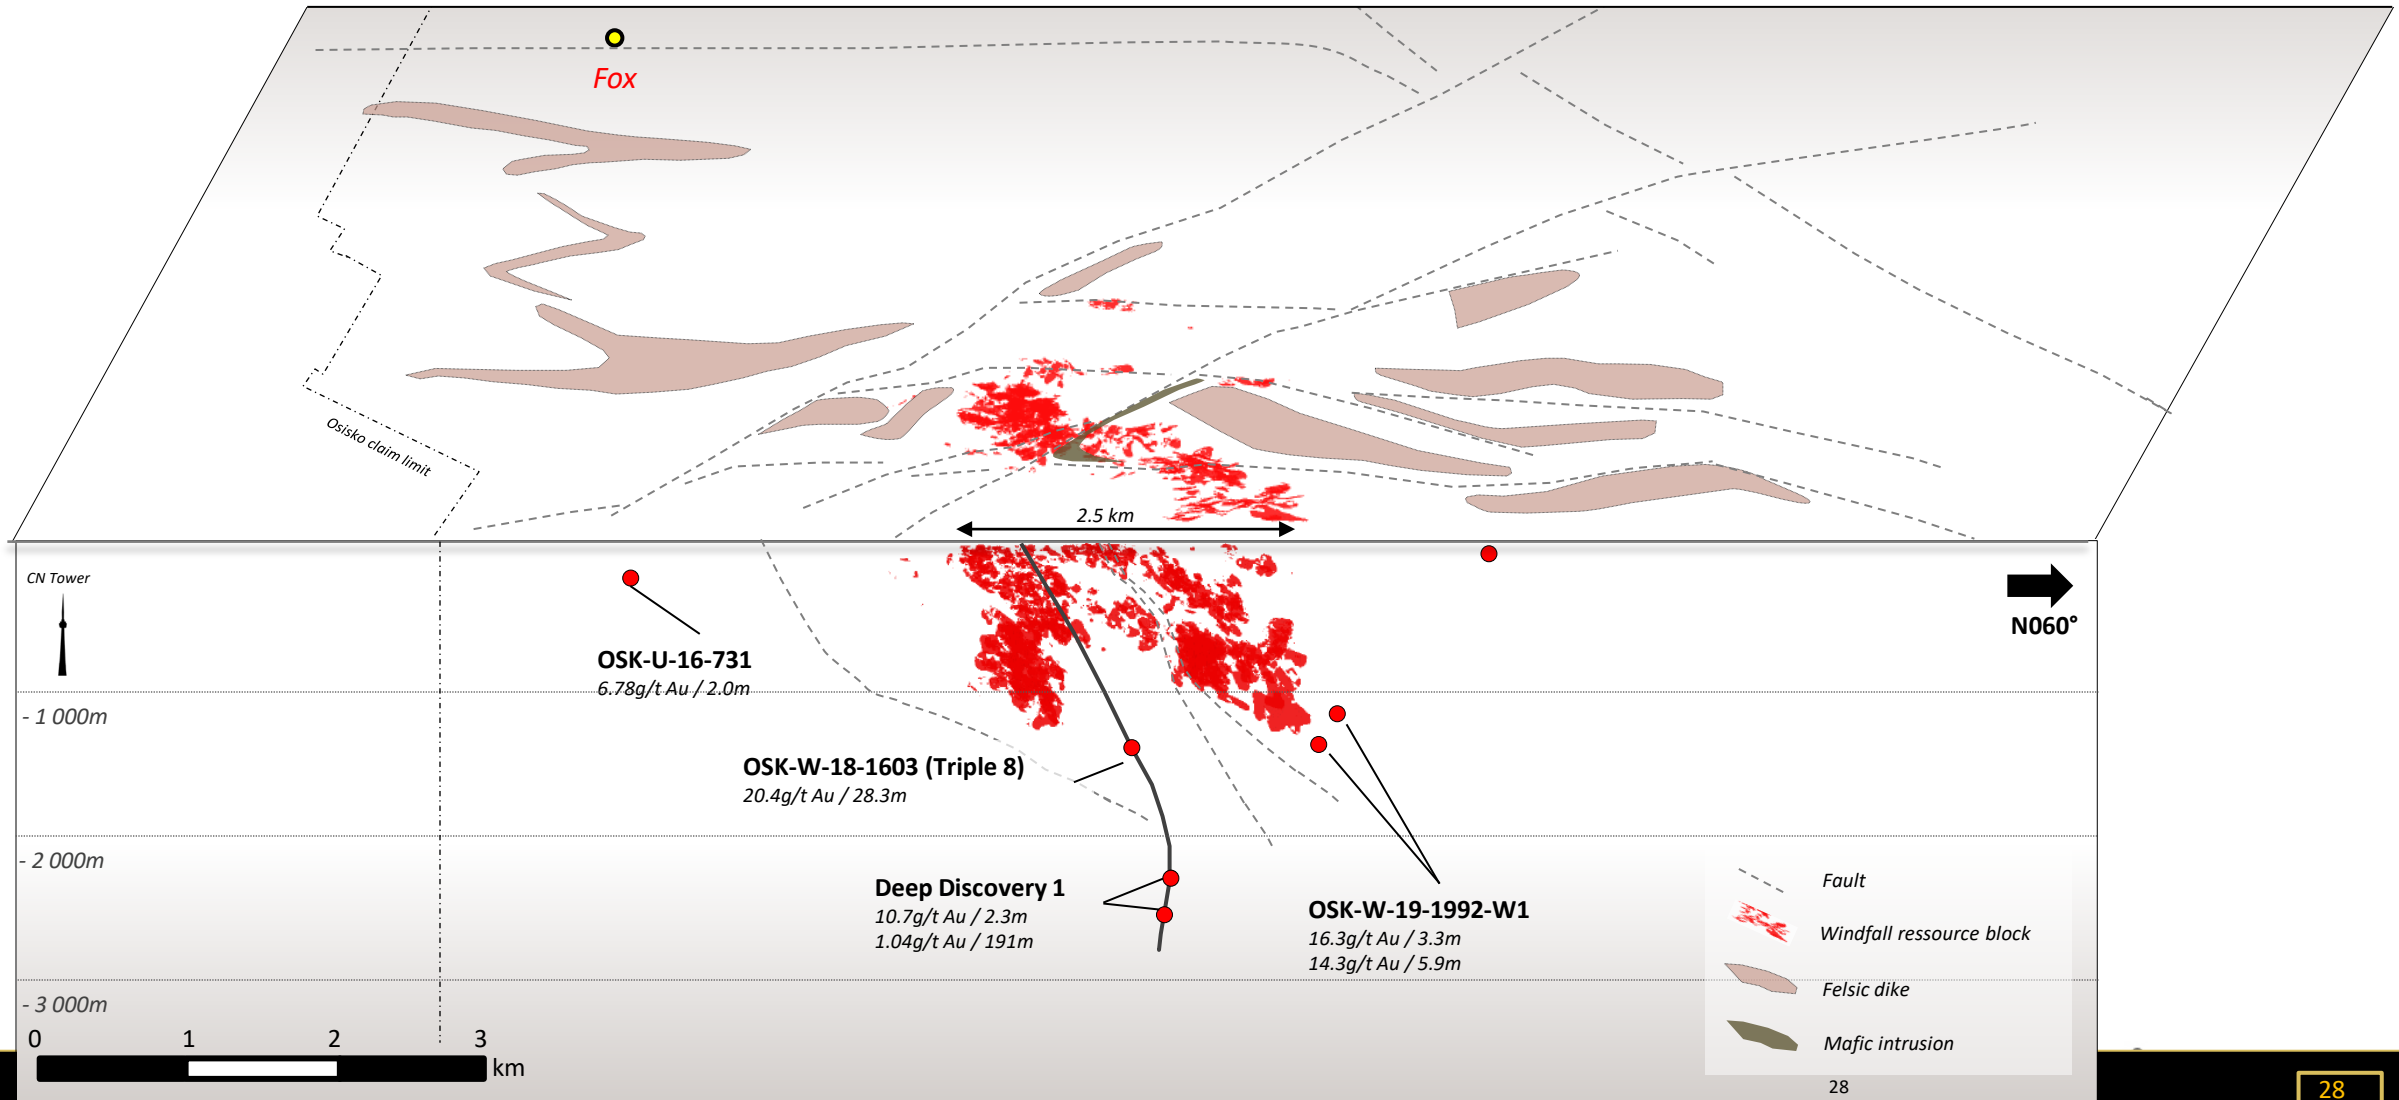 Fox
Osisko claim limit
2.5 km
CN Tower
N060°
OSK-U-16-731
6.78g/t Au / 2.0m
- 1 000m
OSK-W-18-1603 (Triple 8)
20.4g/t Au / 28.3m
- 2 000m
Deep Discovery 1
10.7g/t Au / 2.3m
1.04g/t Au / 191m
OSK-W-19-1992-W1
16.3g/t Au / 3.3m
14.3g/t Au / 5.9m
Fault
Windfall ressource block
Felsic dike
Mafic intrusion
- 3 000m
0 1 2 3
km
28
28